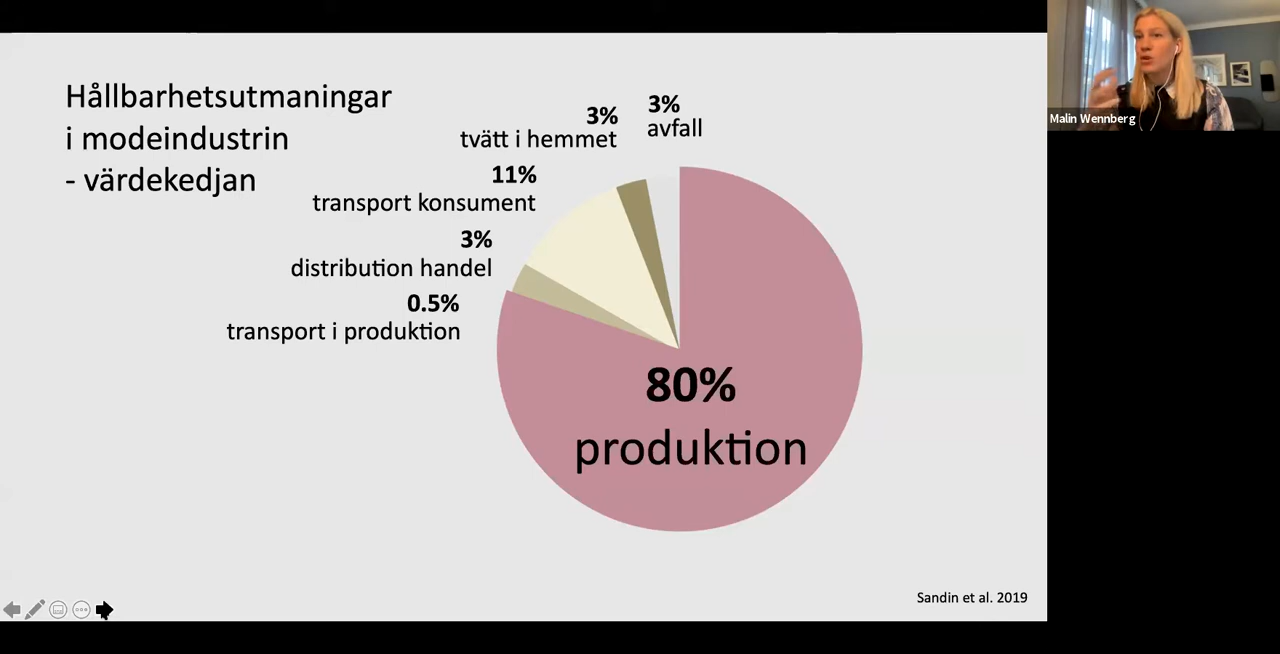 Hållbarhetsutmaningar
i modeindustrin
- värdekedjan
3%
avfall
3%
tvätt i hemmet
11%
transport konsument
3%
distribution handel
0.5%
transport i produktion
80%
produktion
Sandin et al. 2019
Malin Wennberg